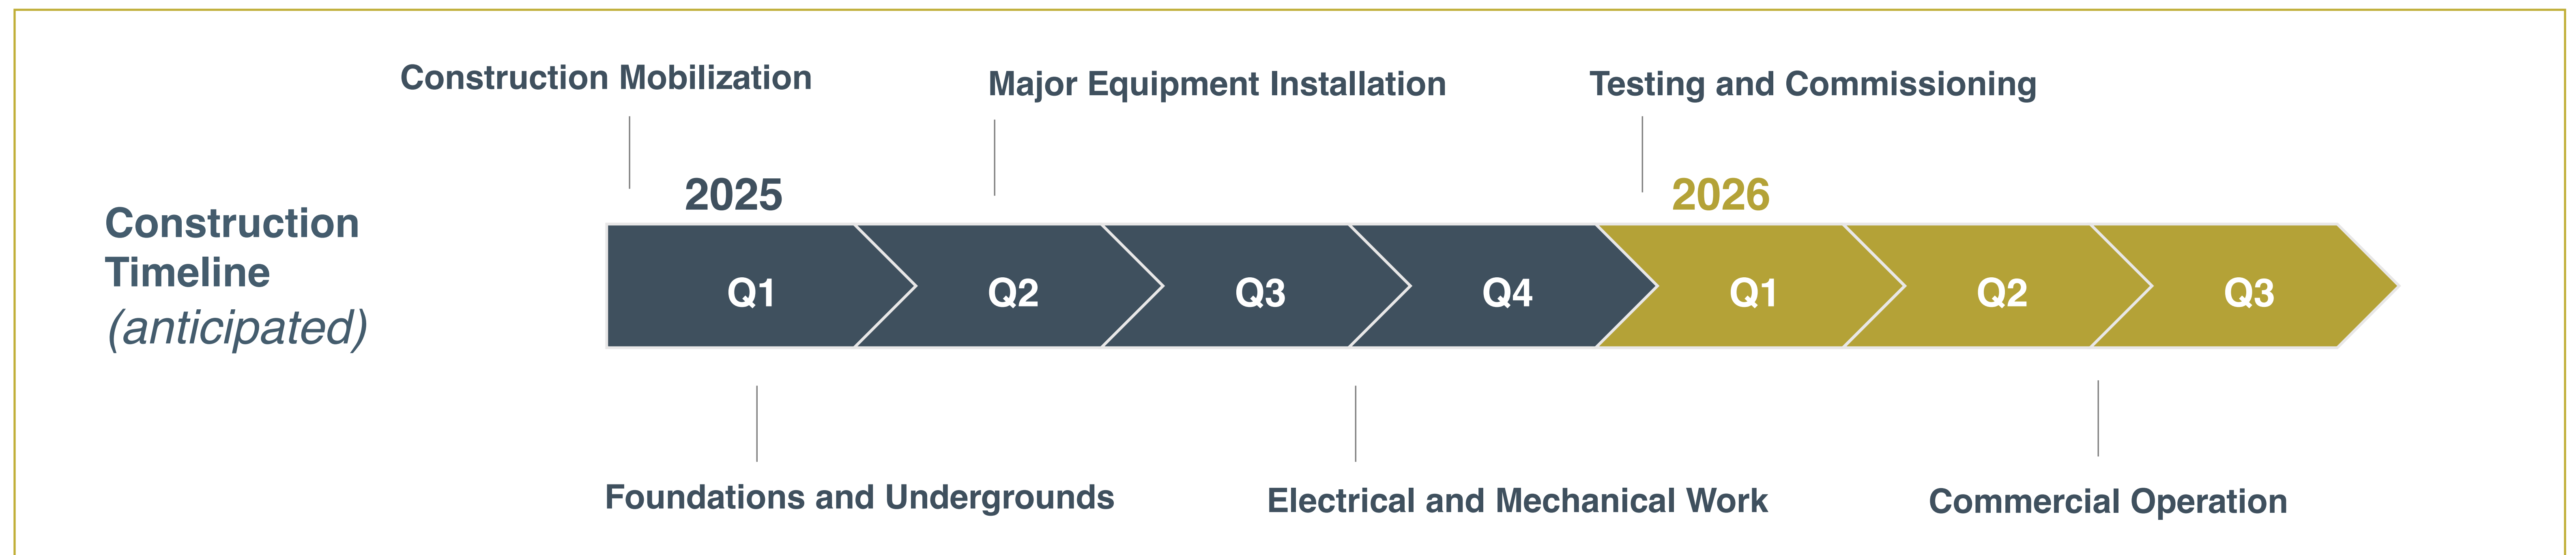 Construction Mobilization
Major Equipment Installation
Testing and Commissioning
2025
2026
Construction
Timeline
(anticipated)
Q1
Q2
Q3
Q4
Q1
Q2
Q3
Foundations and Undergrounds
Electrical and Mechanical Work
Commercial Operation